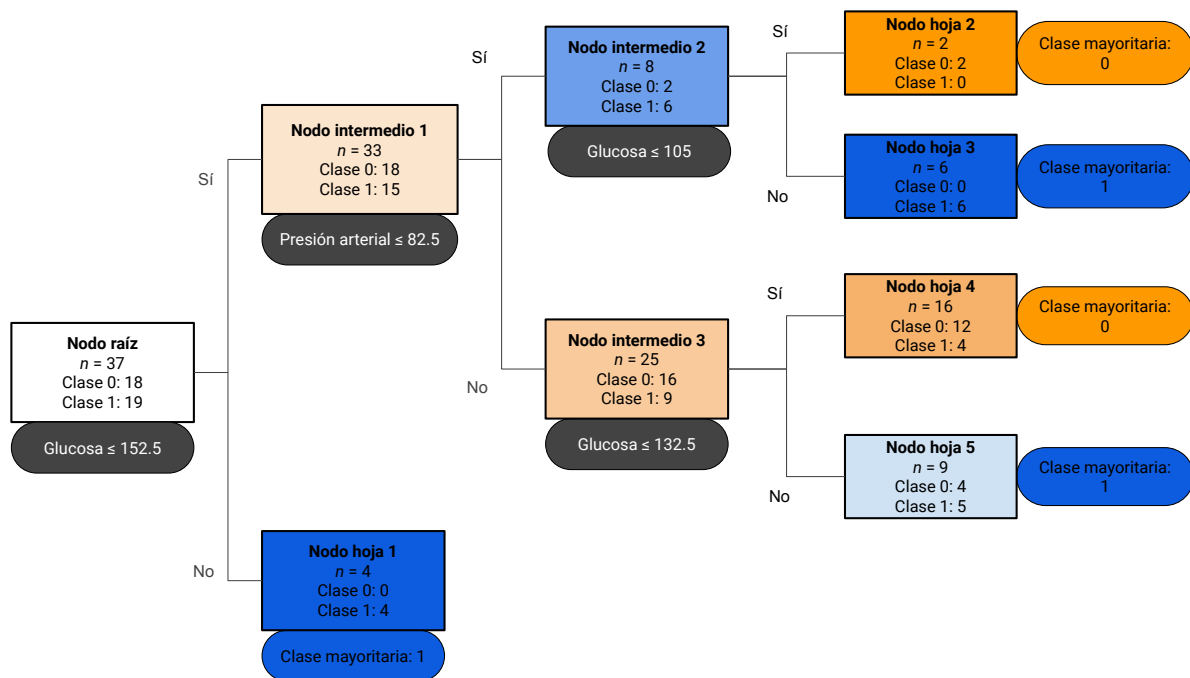 Nodo raíz
n = 37
Clase 0: 18
Clase 1: 19
Glucosa ≤ 152.5
Sí
No
Nodo intermedio 1
n = 33
Clase 0: 18
Clase 1: 15
Presión arterial ≤ 82.5
Nodo hoja 1
n = 4
Clase 0: 0
Clase 1: 4
Clase mayoritaria: 1
Sí
No
Nodo intermedio 2
n = 8
Clase 0: 2
Clase 1: 6
Glucosa ≤ 105
Nodo intermedio 3
n = 25
Clase 0: 16
Clase 1: 9
Glucosa ≤ 132.5
Sí
No
Nodo hoja 2
n = 2
Clase 0: 2
Clase 1: 0
Clase mayoritaria:
0
Nodo hoja 3
n = 6
Clase 0: 0
Clase 1: 6
Clase mayoritaria:
1
Sí
No
Nodo hoja 4
n = 16
Clase 0: 12
Clase 1: 4
Clase mayoritaria:
0
Nodo hoja 5
n = 9
Clase 0: 4
Clase 1: 5
Clase mayoritaria:
1